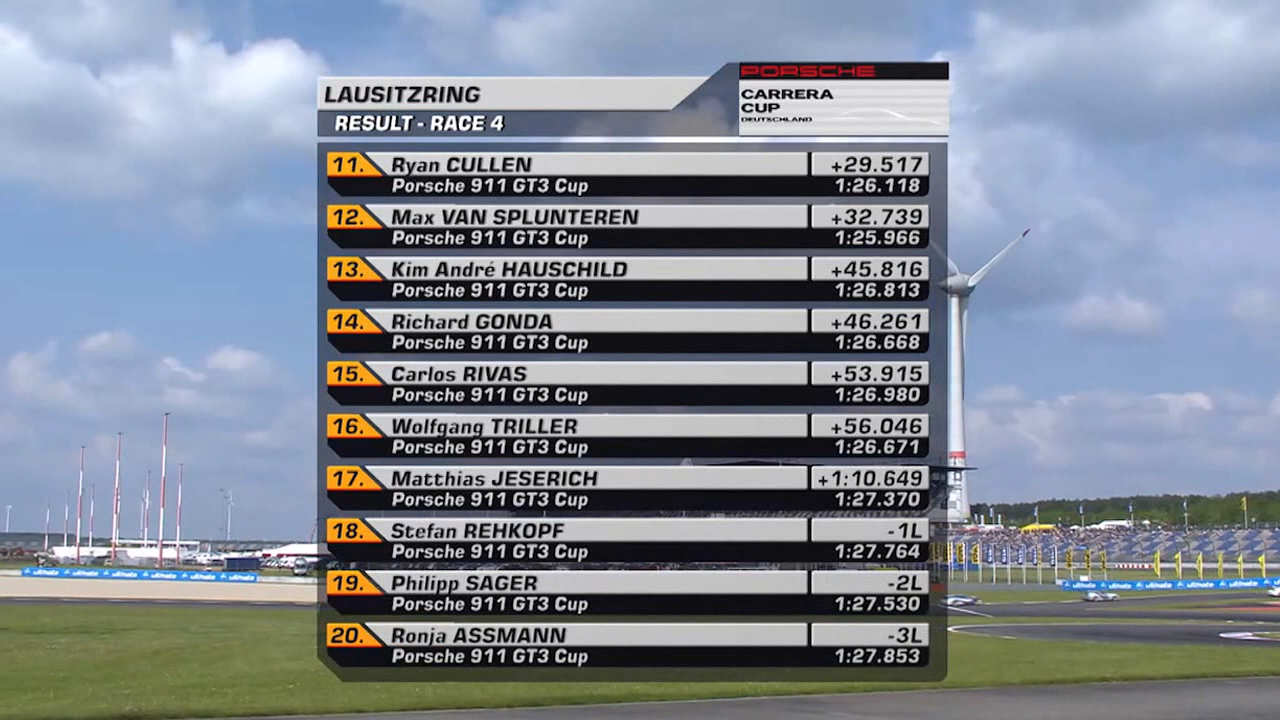 PORSCHE
CARRERA
CUP
DEUTSCHLAND
LAUSITZRING
RESULT - RACE 4
11. Ryan CULLEN +29.517
Porsche 911 GT3 Cup 1:26.118
12. Max VAN SPLUNTEREN +32.739
Porsche 911 GT3 Cup 1:25.966
13. Kim André HAUSCHILD +45.816
Porsche 911 GT3 Cup 1:26.813
14. Richard GONDA +46.261
Porsche 911 GT3 Cup 1:26.668
15. Carlos RIVAS +53.915
Porsche 911 GT3 Cup 1:26.980
16. Wolfgang TRILLER +56.046
Porsche 911 GT3 Cup 1:26.671
17. Matthias JESERICH +1:10.649
Porsche 911 GT3 Cup 1:27.370
18. Stefan REHKOPF -1L
Porsche 911 GT3 Cup 1:27.764
19. Philipp SAGER -2L
Porsche 911 GT3 Cup 1:27.530
20. Ronja ASSMANN -3L
Porsche 911 GT3 Cup 1:27.853